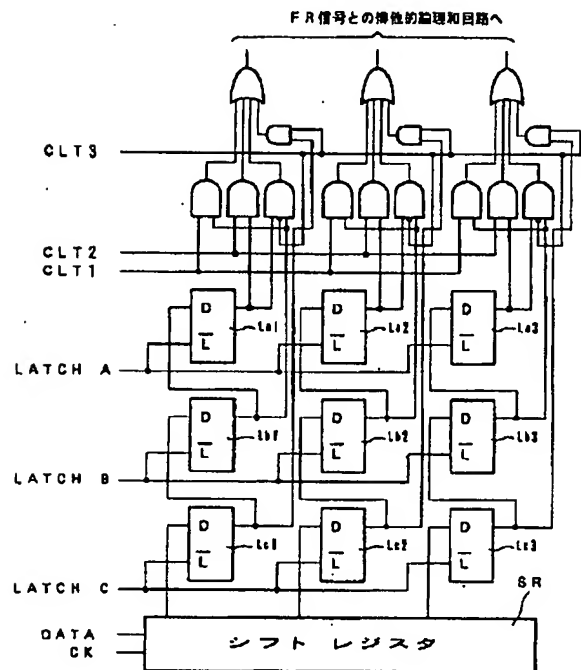 FR信号との排他的論理和回路へ
CLT3
CLT2
CLT1
D
L
La1
D
L
La2
D
L
La3
LATCH A
D
L
Lb1
D
L
Lb2
D
L
Lb3
LATCH B
D
L
Lc1
D
L
Lc2
D
L
Lc3
LATCH C
SR
DATA
CK
シフト レジスタ